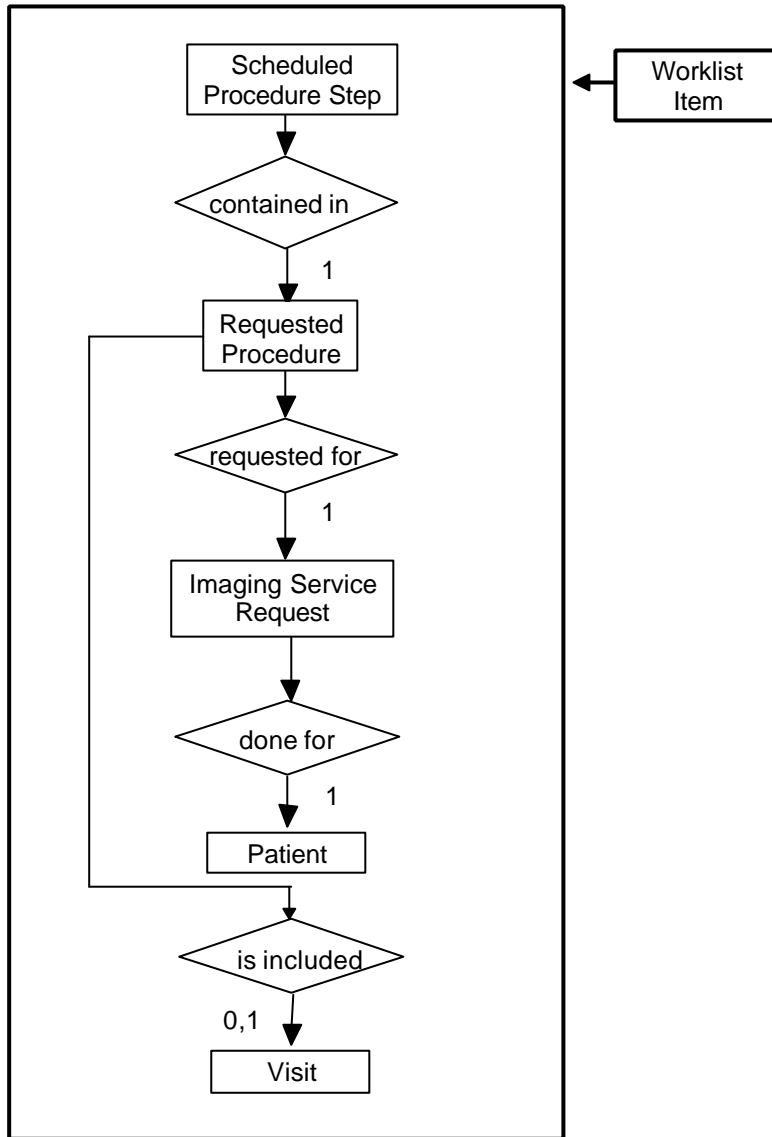 Scheduled
Procedure Step
Worklist
Item
contained in
1
Requested
Procedure
requested for
1
Imaging Service
Request
done for
1
Patient
is included
0,1
Visit